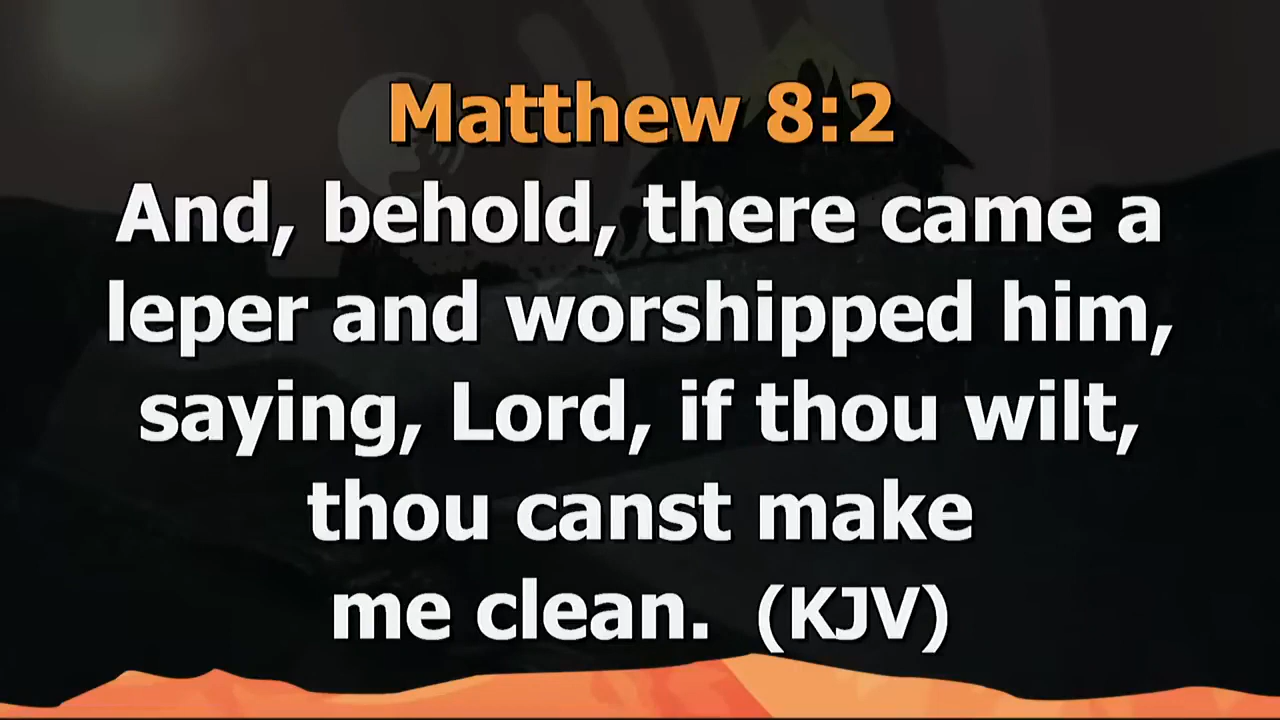 Matthew 8:2
And, behold, there came a
leper and worshipped him,
saying, Lord, if thou wilt,
thou canst make
me clean.  (KJV)